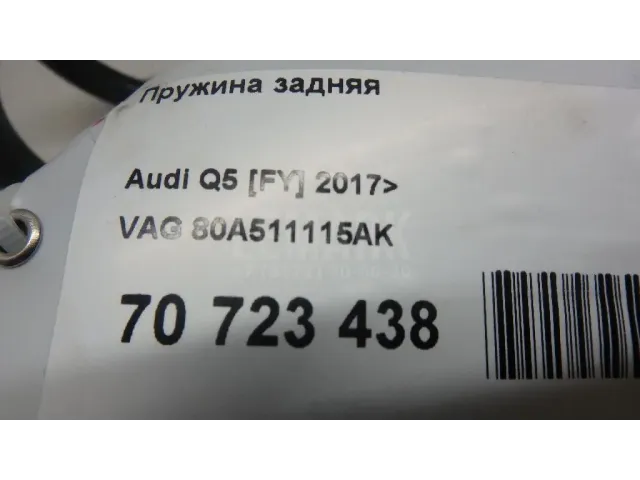 Пружина задняя
Audi Q5 [FY] 2017>
VAG 80A511115AK
70 723 438